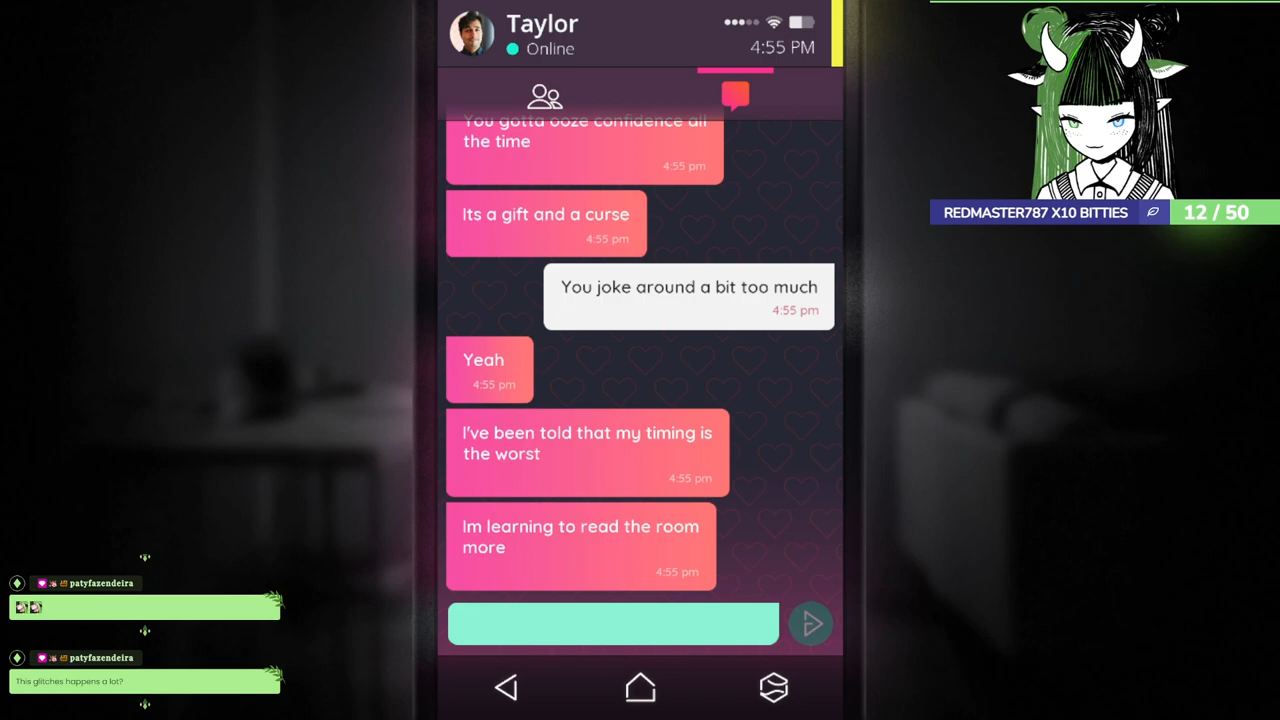 Taylor
Online
4:55 PM
You gotta ooze confidence all
the time
4:55 pm
Its a gift and a curse
4:55 pm
You joke around a bit too much
4:55 pm
Yeah
4:55 pm
I've been told that my timing is
the worst
4:55 pm
Im learning to read the room
more
4:55 pm
REDMASTER787 X10 BITTIES
12 / 50
patyfazendeira
patyfazendeira
This glitches happens a lot?